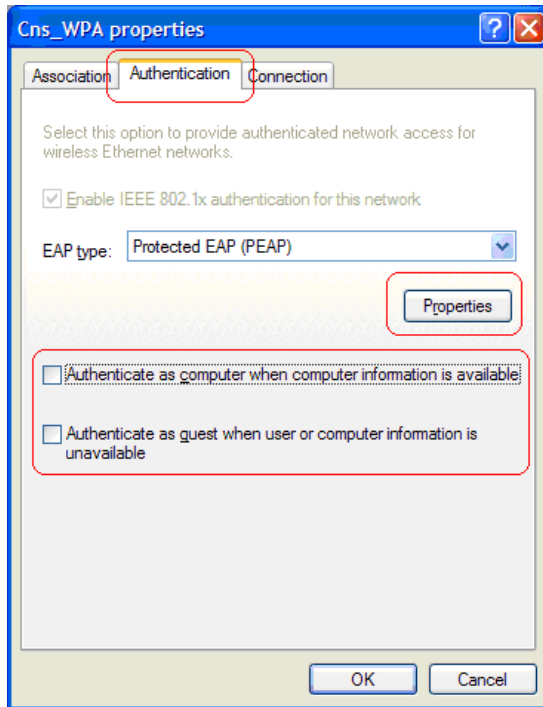 Cns_WPA properties
Association Authentication Connection
Select this option to provide authenticated network access for
wireless Ethernet networks.
Enable IEEE 802.1x authentication for this network
EAP type: Protected EAP (PEAP)
Properties
Authenticate as computer when computer information is available
Authenticate as guest when user or computer information is
unavailable
OK Cancel